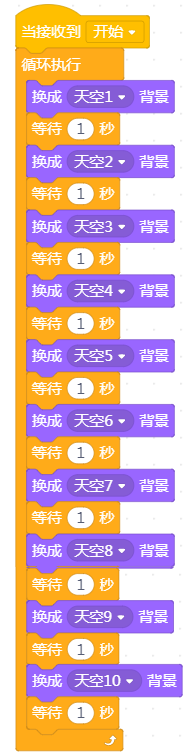 当接收到 开始
循环执行
换成 天空1 背景
等待 1 秒
换成 天空2 背景
等待 1 秒
换成 天空3 背景
等待 1 秒
换成 天空4 背景
等待 1 秒
换成 天空5 背景
等待 1 秒
换成 天空6 背景
等待 1 秒
换成 天空7 背景
等待 1 秒
换成 天空8 背景
等待 1 秒
换成 天空9 背景
等待 1 秒
换成 天空10 背景
等待 1 秒